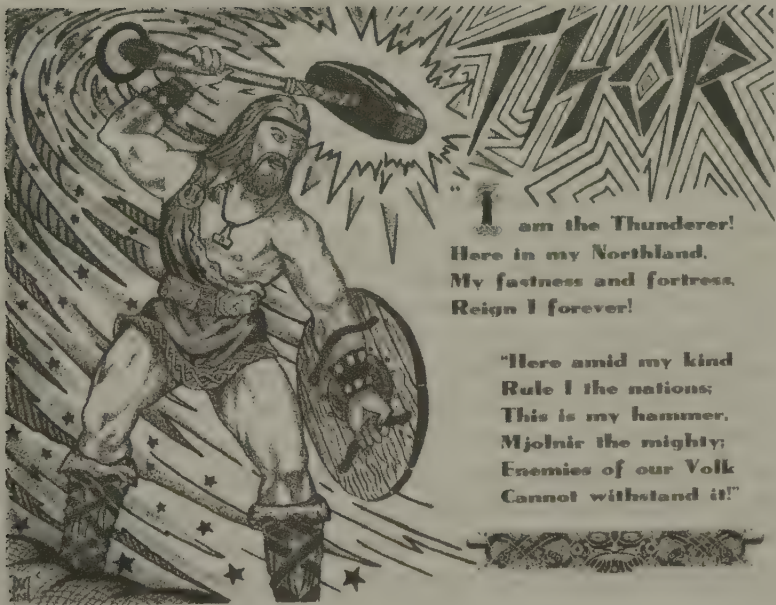 THOR
"I am the Thunderer!
Here in my Northland,
My fastness and fortress,
Reign I forever!
"Here amid my kind
Rule I the nations;
This is my hammer,
Mjolnir the mighty;
Enemies of our Volk
Cannot withstand it!"